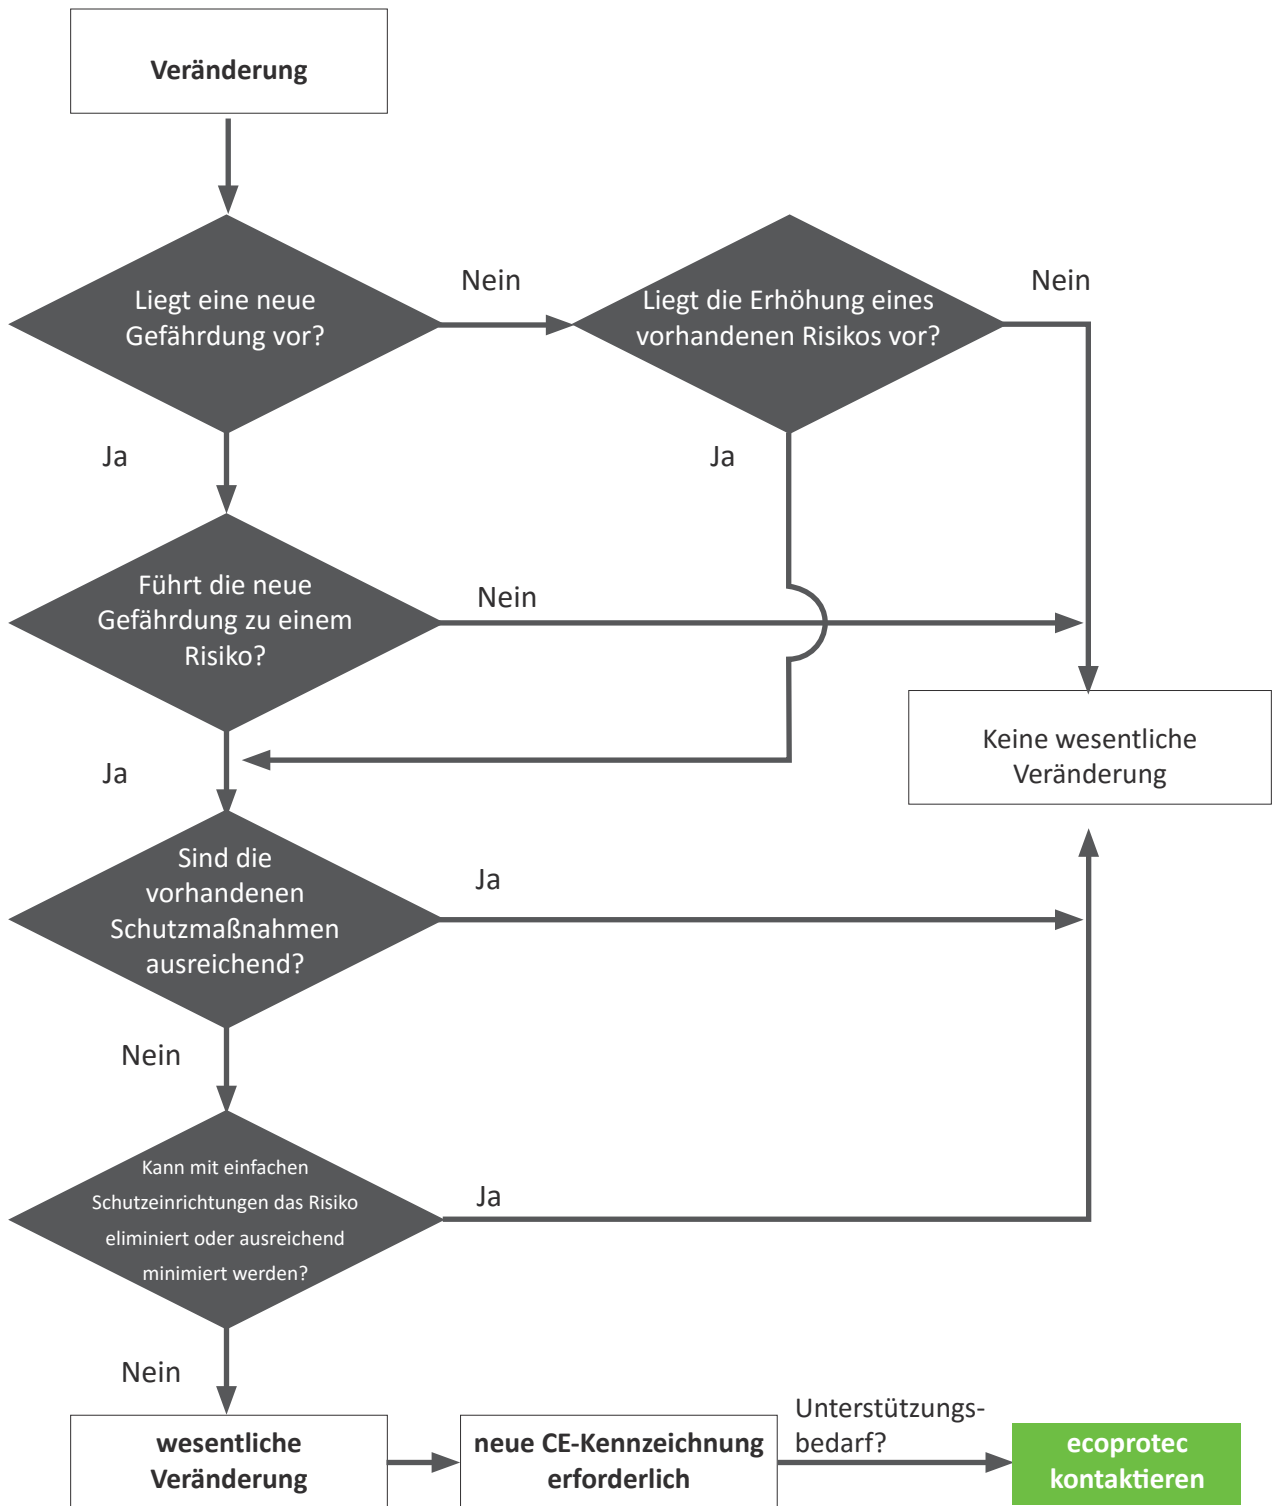 Veränderung
Liegt eine neue
Gefährdung vor?
Nein
Liegt die Erhöhung eines
vorhandenen Risikos vor?
Nein
Ja
Ja
Führt die neue
Gefährdung zu einem
Risiko?
Nein
Keine wesentliche
Veränderung
Ja
Sind die
vorhandenen
Schutzmaßnahmen
ausreichend?
Ja
Nein
Kann mit einfachen
Schutzeinrichtungen das Risiko
eliminiert oder ausreichend
minimiert werden?
Ja
Nein
wesentliche
Veränderung
neue CE-Kennzeichnung
erforderlich
Unterstützungs-
bedarf?
ecoprotec
kontaktieren